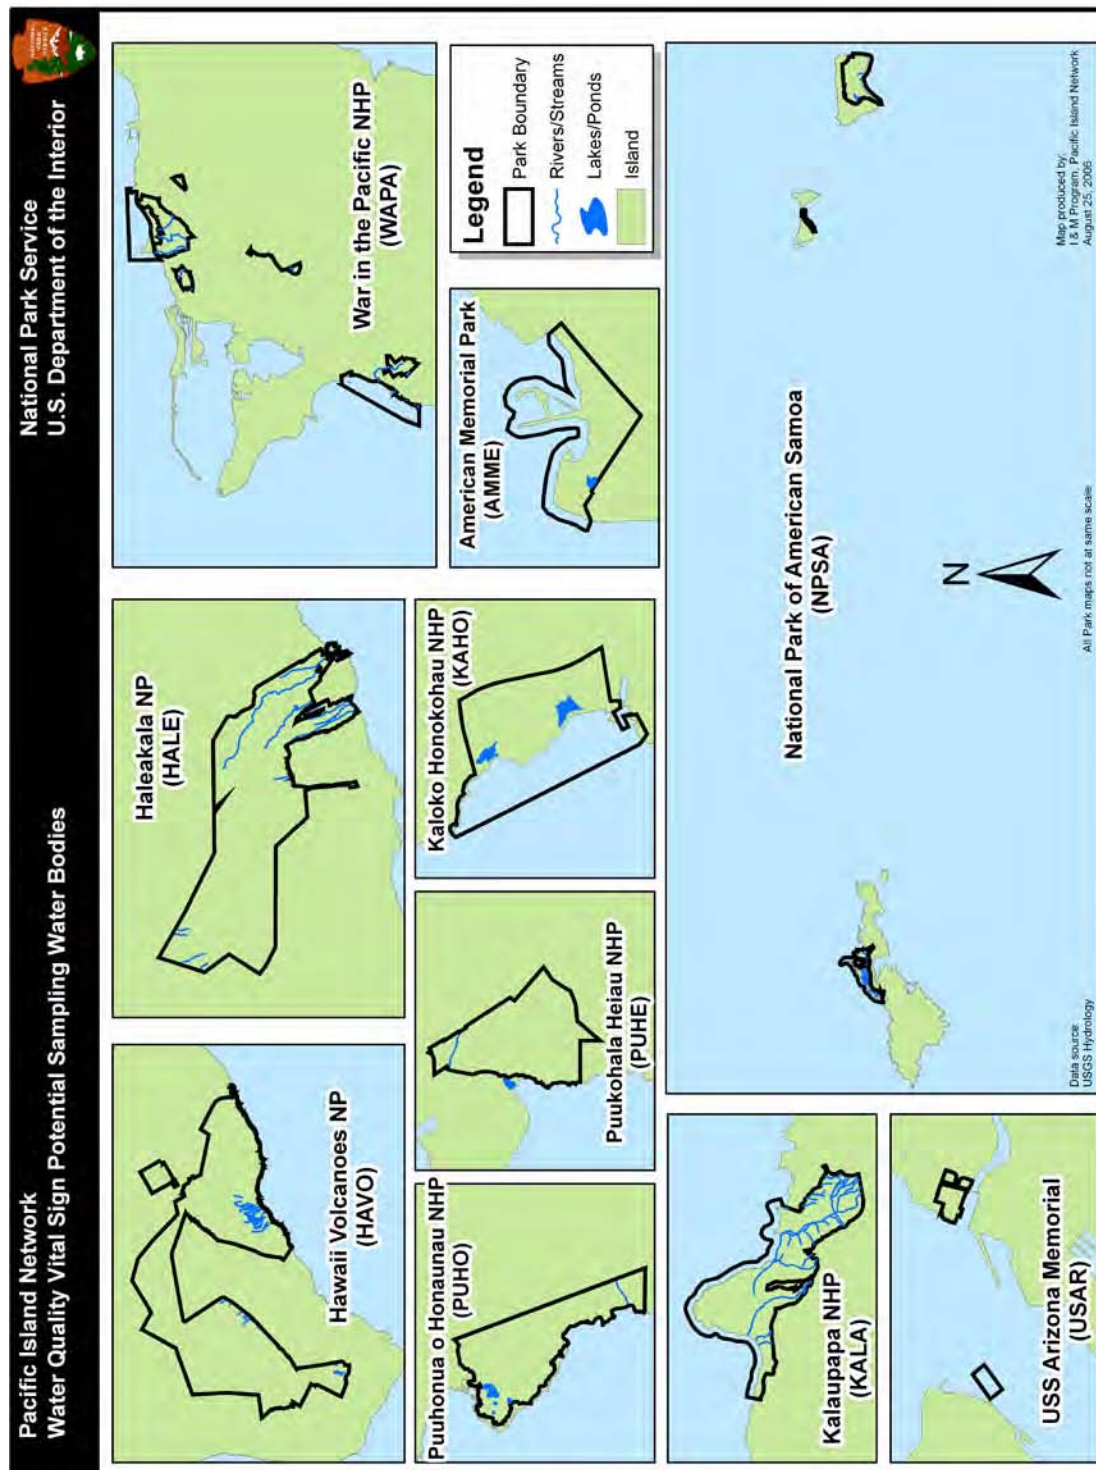 Pacific Island Network
Water Quality Vital Sign Potential Sampling Water Bodies
National Park Service
U.S. Department of the Interior
Hawaii Volcanoes NP
(HAVO)
Haleakala NP
(HALE)
War in the Pacific NHP
(WAPA)
Puuhonua o Honaunau NHP
(PUHO)
Puukohala Heiau NHP
(PUHE)
Kaloko Honokohau NHP
(KAHO)
American Memorial Park
(AMME)
Legend
Park Boundary
Rivers/Streams
Lakes/Ponds
Island
Kalaupapa NHP
(KALA)
USS Arizona Memorial
(USAR)
National Park of American Samoa
(NPSA)
N
Data source:
USGS Hydrology
All Park maps not at same scale
Map produced by:
I & M Program, Pacific Island Network
August 25, 2006